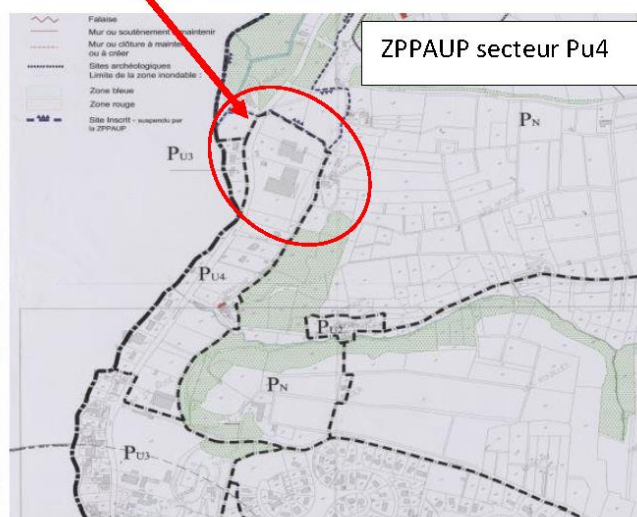 Falaise
Mur ou soutènement à maintenir
Mur ou clôture à maintenir
ou à créer
Sites archéologiques
Limite de la zone inondable :
Zone bleue
Zone rouge
Site Inscrit - suspendu par
la ZPPAUP
ZPPAUP secteur Pu4
PN
PU3
PU4
PU2
PN
PU3